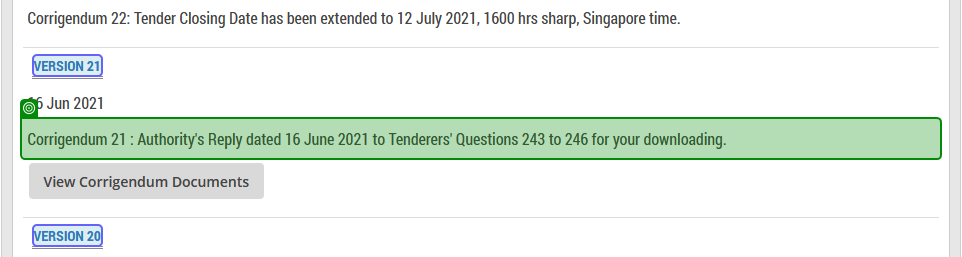 Corrigendum 22: Tender Closing Date has been extended to 12 July 2021, 1600 hrs sharp, Singapore time.
VERSION 21
16 Jun 2021
Corrigendum 21 : Authority's Reply dated 16 June 2021 to Tenderers' Questions 243 to 246 for your downloading.
View Corrigendum Documents
VERSION 20